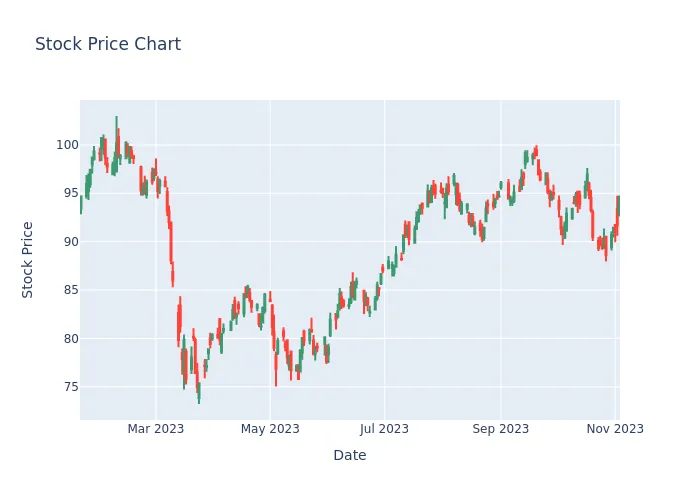 Stock Price Chart
100
95
90
85
80
75
Stock Price
Mar 2023
May 2023
Jul 2023
Sep 2023
Nov 2023
Date